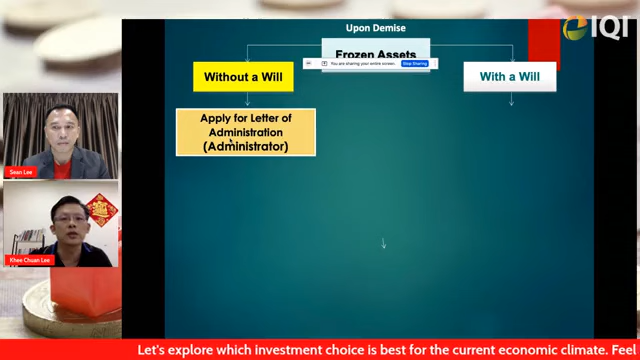 Upon Demise
IQI
Frozen Assets
You are sharing your entire screen.
Stop Sharing
Without a Will
With a Will
Apply for Letter of
Administration
(Administrator)
Sean Lee
Khee Chuan Lee
Let's explore which investment choice is best for the current economic climate. Feel